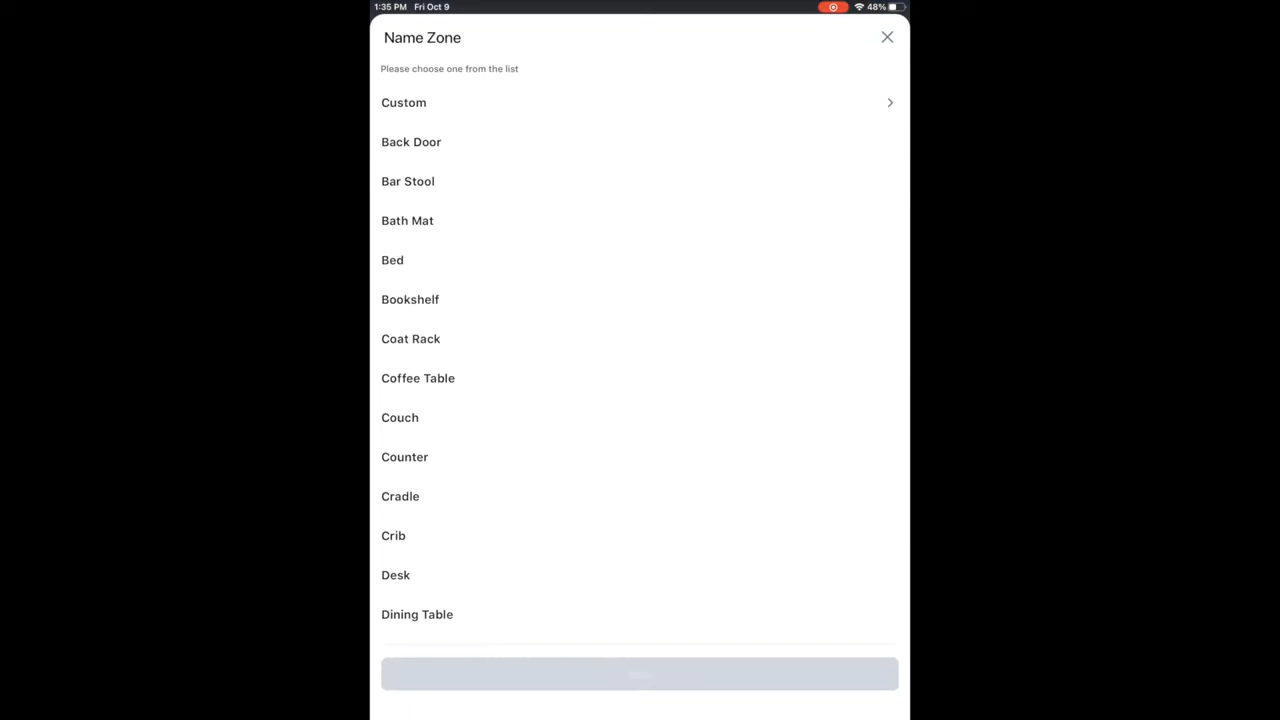 1:35 PM Fri Oct 9 48%
Name Zone
Please choose one from the list
Custom
Back Door
Bar Stool
Bath Mat
Bed
Bookshelf
Coat Rack
Coffee Table
Couch
Counter
Cradle
Crib
Desk
Dining Table